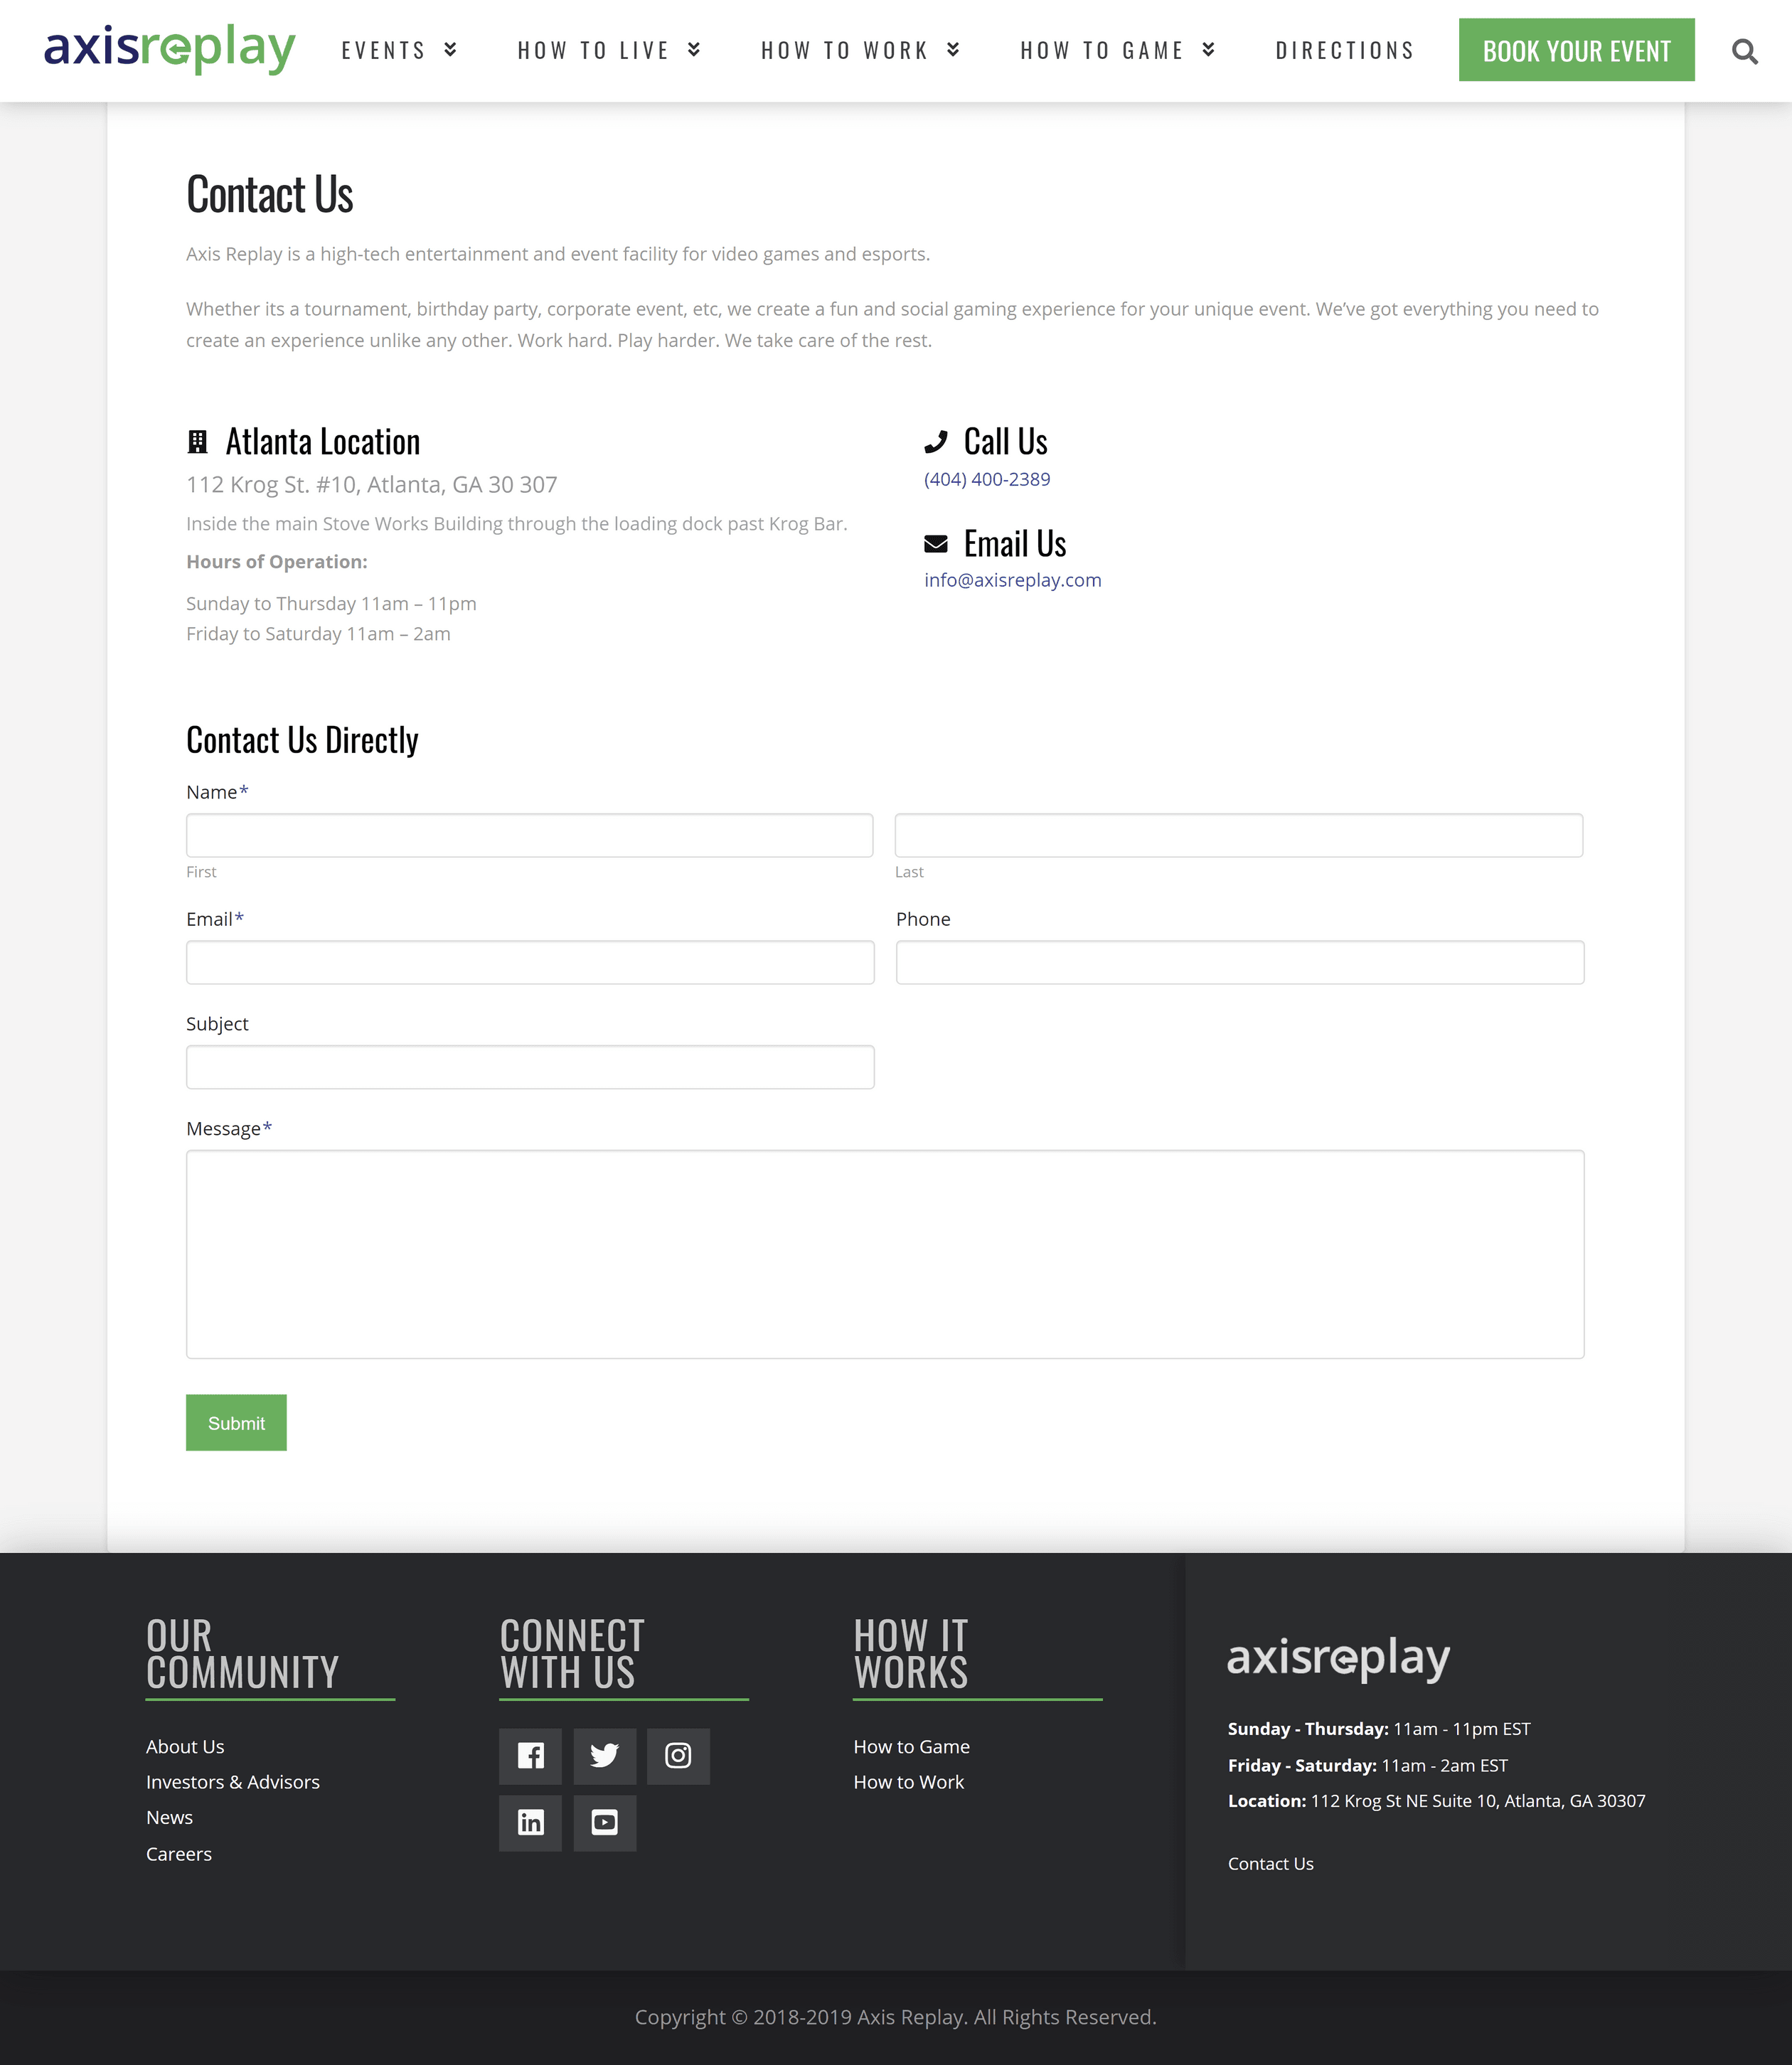 axisreplay EVENTS HOW TO LIVE HOW TO WORK HOW TO GAME DIRECTIONS BOOK YOUR EVENT
Contact Us
Axis Replay is a high-tech entertainment and event facility for video games and esports.
Whether its a tournament, birthday party, corporate event, etc, we create a fun and social gaming experience for your unique event. We’ve got everything you need to
create an experience unlike any other. Work hard. Play harder. We take care of the rest.
Atlanta Location
112 Krog St. #10, Atlanta, GA 30 307
Inside the main Stove Works Building through the loading dock past Krog Bar.
Hours of Operation:
Sunday to Thursday 11am – 11pm
Friday to Saturday 11am – 2am
Call Us
(404) 400-2389
Email Us
info@axisreplay.com
Contact Us Directly
Name*
First Last
Email* Phone
Subject
Message*
Submit
OUR
COMMUNITY
About Us
Investors & Advisors
News
Careers
CONNECT
WITH US
HOW IT
WORKS
How to Game
How to Work
axisreplay
Sunday - Thursday: 11am - 11pm EST
Friday - Saturday: 11am - 2am EST
Location: 112 Krog St NE Suite 10, Atlanta, GA 30307
Contact Us
Copyright © 2018-2019 Axis Replay. All Rights Reserved.